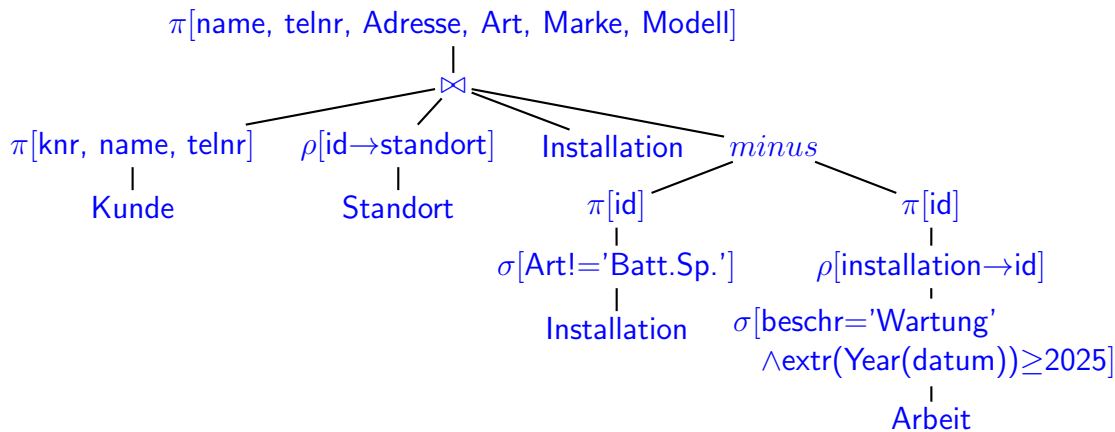 π[name, telnr, Adresse, Art, Marke, Modell]
⋈
π[knr, name, telnr] ρ[id→standort] Installation minus
Kunde Standort π[id] π[id]
σ[Art!='Batt.Sp.'] ρ[installation→id]
Installation σ[beschr='Wartung'
∧extr(Year(datum))≥2025]
Arbeit